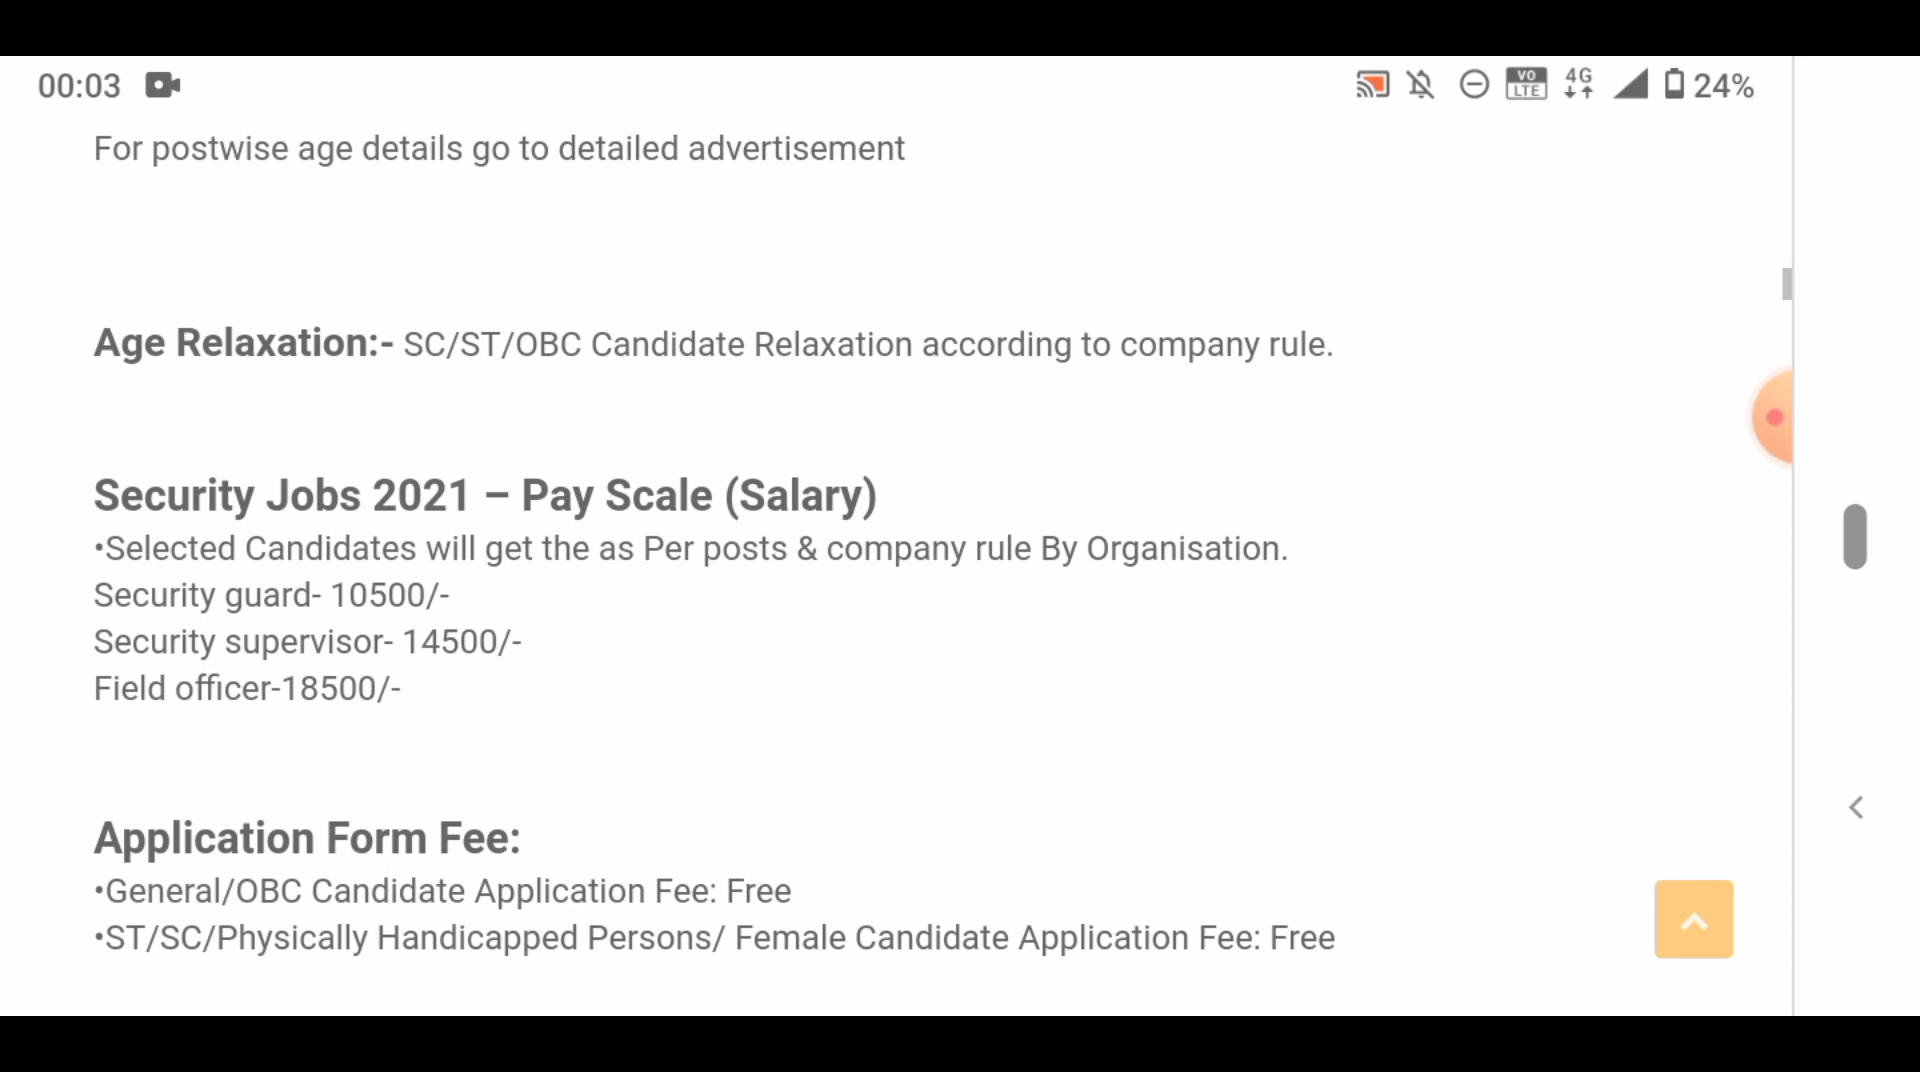 00:03 VO LTE 4G 24%
For postwise age details go to detailed advertisement
Age Relaxation:- SC/ST/OBC Candidate Relaxation according to company rule.
Security Jobs 2021 – Pay Scale (Salary)
•Selected Candidates will get the as Per posts & company rule By Organisation.
Security guard- 10500/-
Security supervisor- 14500/-
Field officer-18500/-
Application Form Fee:
•General/OBC Candidate Application Fee: Free
•ST/SC/Physically Handicapped Persons/ Female Candidate Application Fee: Free